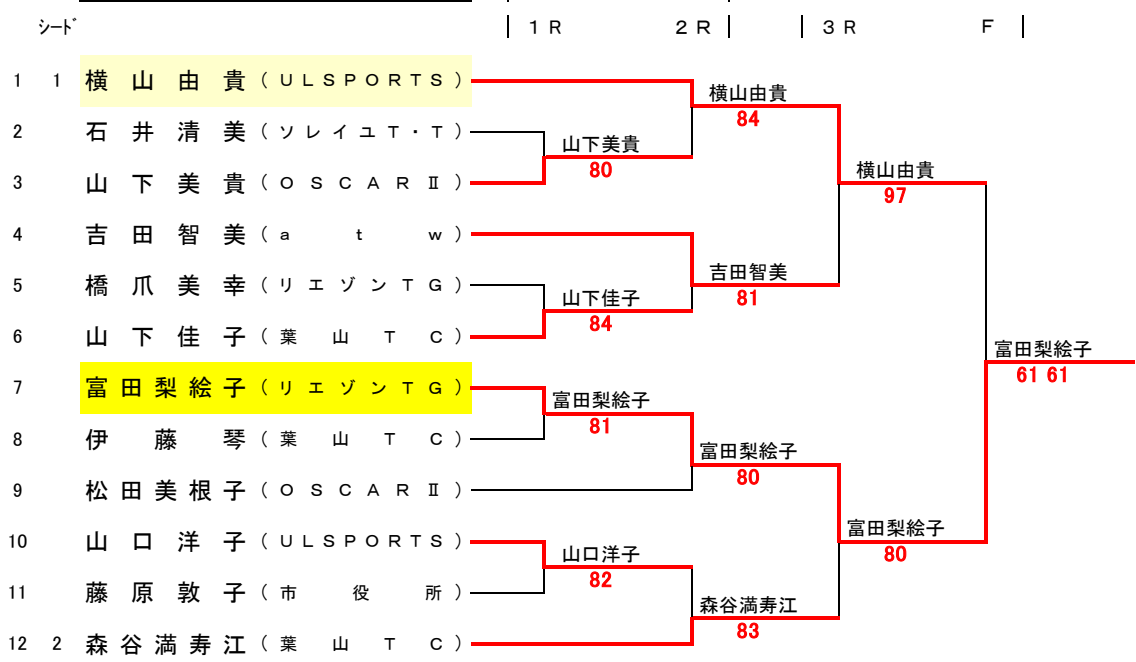 シード 1R 2R 3R F
1 1 横山由貴(ULSPORTS)
横山由貴
84
2 石井清美(ソレイユT・T)
山下美貴
80
横山由貴
97
3 山下美貴(OSCARⅡ)
4 吉田智美(atw)
吉田智美
81
5 橋爪美幸(リエゾンTG)
山下佳子
84
6 山下佳子(葉山TC)
富田梨絵子
61 61
7 富田梨絵子(リエゾンTG)
富田梨絵子
81
8 伊藤琴(葉山TC)
富田梨絵子
80
9 松田美根子(OSCARⅡ)
富田梨絵子
80
10 山口洋子(ULSPORTS)
山口洋子
82
11 藤原敦子(市役所)
森谷満寿江
83
12 2 森谷満寿江(葉山TC)